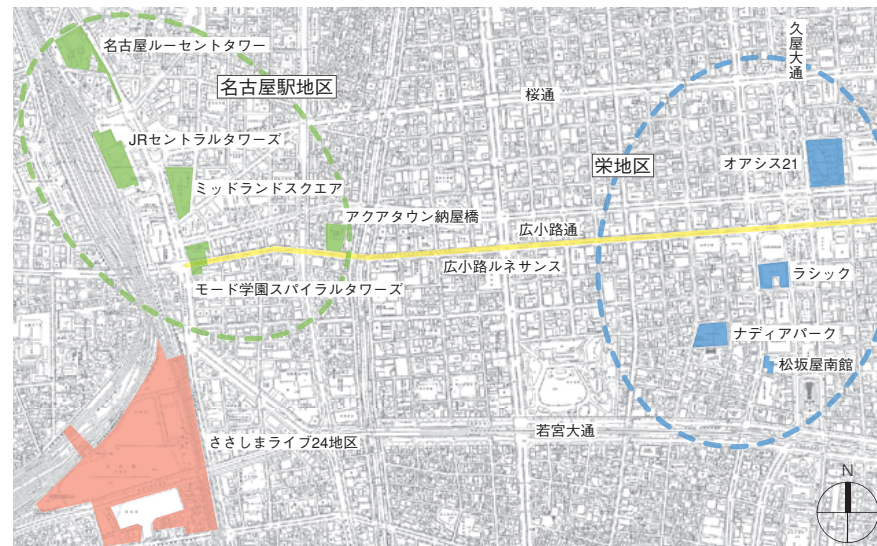 名古屋ルーセントタワー
久屋大通
名古屋駅地区
桜通
JRセントラルタワーズ
オアシス21
栄地区
ミッドランドスクエア
アクアタウン納屋橋
広小路通
広小路ルネサンス
ラシック
モード学園スパイラルタワーズ
ナディアパーク
松坂屋南館
ささしまライブ24地区
若宮大通
N